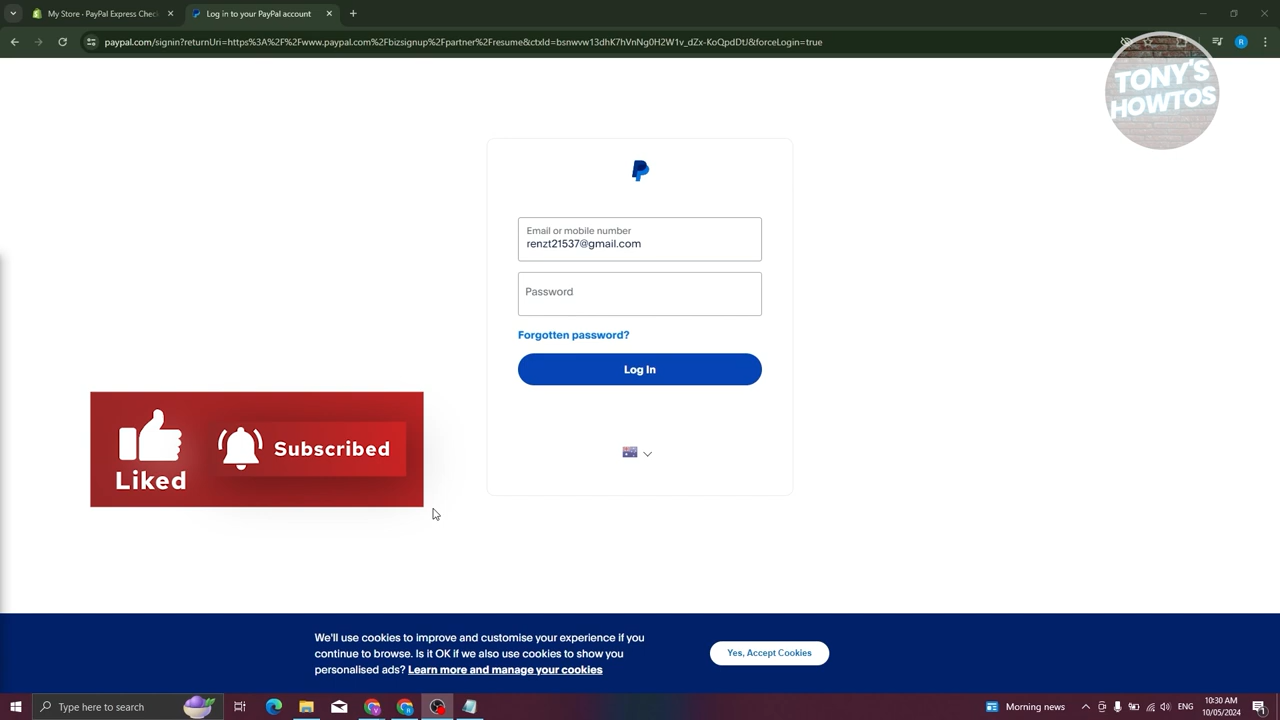 My Store · PayPal Express Chec
Log in to your PayPal account
paypal.com/signin?returnUri=https%3A%2F%2Fwww.paypal.com%2Fbizsignup%2Fpartner%2Fresume&ctxId=bsnwvw13dhK7hVnNg0H2W1v_dZx-KoQpdDtJ&forceLogin=true
R
TONY'S
HOWTOS
Email or mobile number
renzt21537@gmail.com
Password
Forgotten password?
Log In
Liked
Subscribed
We'll use cookies to improve and customise your experience if you
continue to browse. Is it OK if we also use cookies to show you
personalised ads? Learn more and manage your cookies
Yes, Accept Cookies
Type here to search
Morning news
10:30 AM
10/05/2024